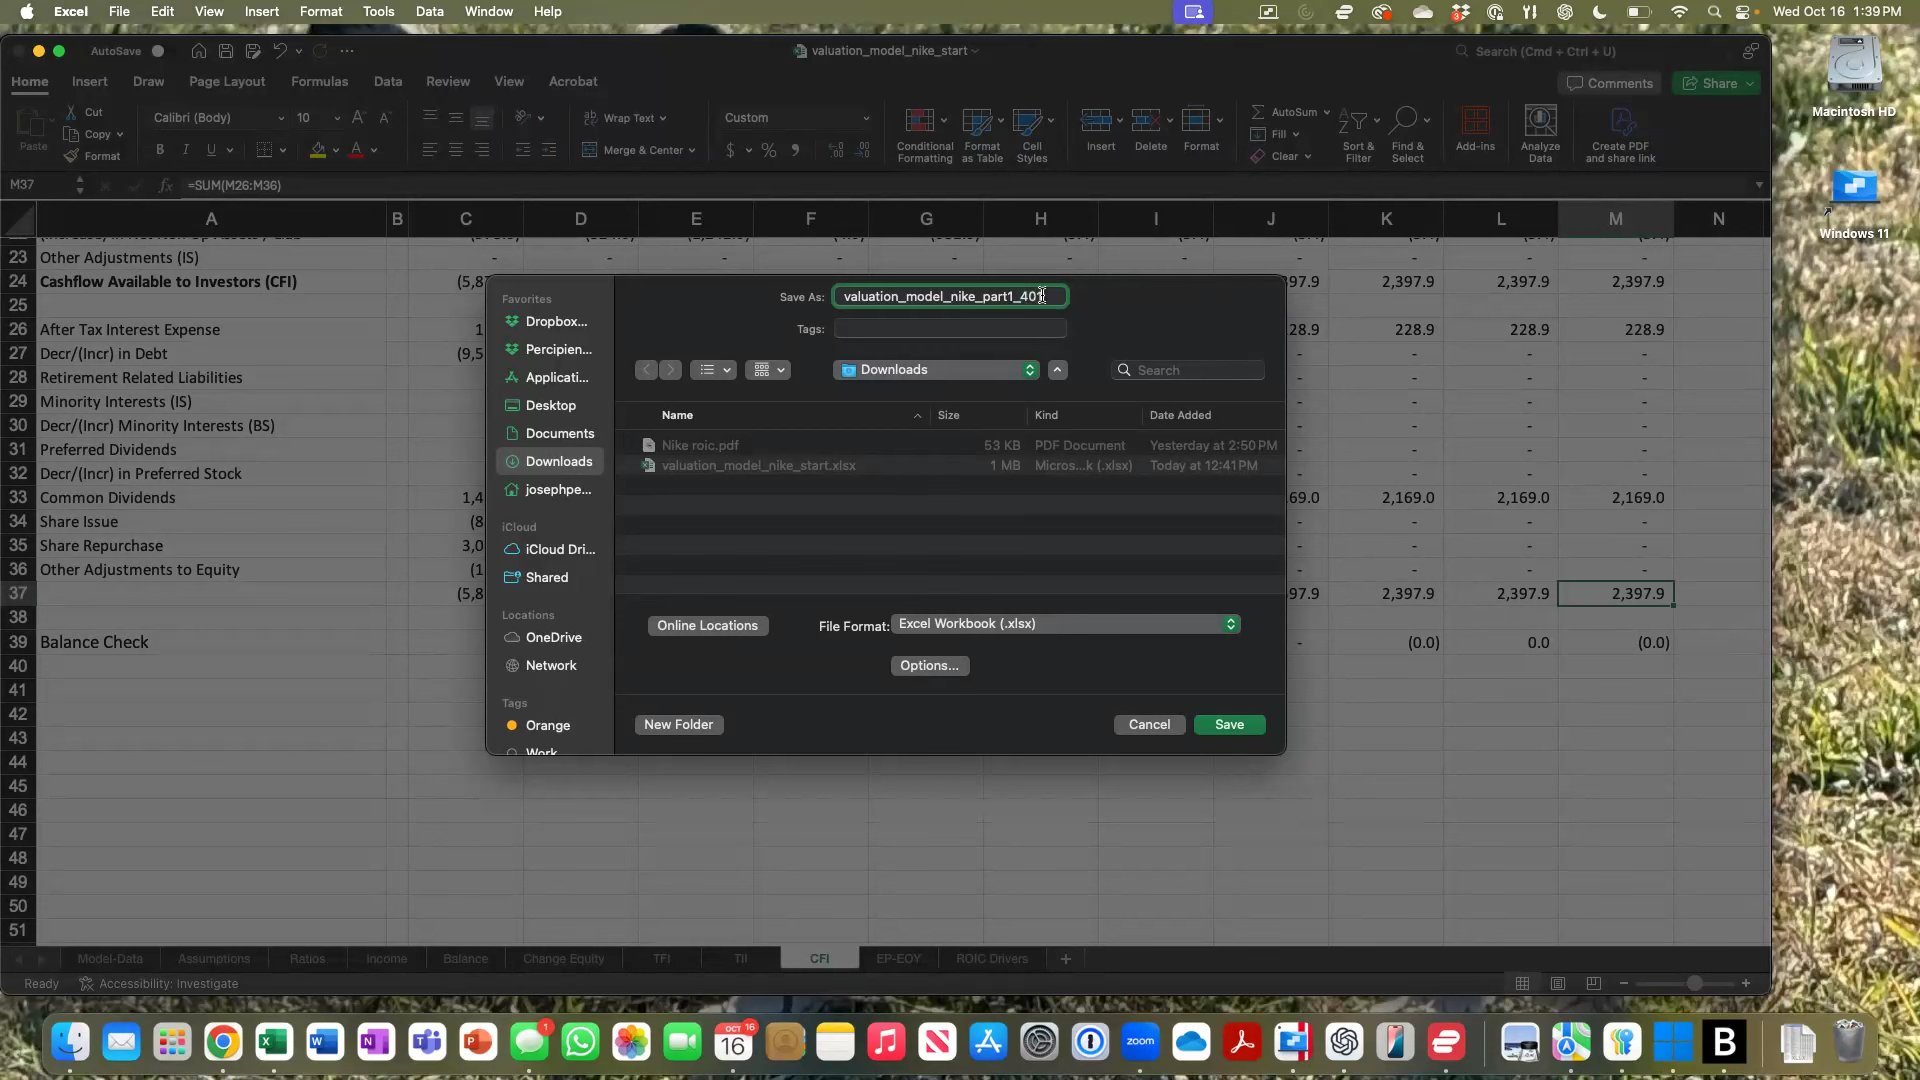 Excel File Edit View Insert Format Tools Data Window Help
Wed Oct 16 1:39 PM
AutoSave
valuation_model_nike_start
Search (Cmd + Ctrl + U)
Home Insert Draw Page Layout Formulas Data Review View Automate Acrobat
Comments Share
Paste
Cut
Copy
Format
Calibri (Body) 10
Wrap Text
Merge & Center
Custom
Conditional Formatting
Format as Table
Cell Styles
Insert Delete Format
AutoSum
Fill
Clear
Sort & Filter
Find & Select
Add-ins
Analyze Data
Create PDF and share link
M37 fx =SUM(M26:M36)
A B C D E F G H I J K L M N
23 Other Adjustments (IS) - - - - -
24 Cashflow Available to Investors (CFI) 2,397.9 2,397.9 2,397.9
25
26 After Tax Interest Expense 228.9 228.9 228.9
27 Decr/(Incr) in Debt - - - -
28 Retirement Related Liabilities - - - -
29 Minority Interests (IS) - - - -
30 Decr/(Incr) Minority Interests (BS) - - - -
31 Preferred Dividends - - - -
32 Decr/(Incr) in Preferred Stock - - - -
33 Common Dividends 2,169.0 2,169.0 2,169.0
34 Share Issue - - - -
35 Share Repurchase - - - -
36 Other Adjustments to Equity - - - -
37 2,397.9 2,397.9 2,397.9
38
39 Balance Check - (0.0) 0.0 (0.0)
40
41
42
43
44
45
46
47
48
49
50
51
Favorites
Dropbox...
Percipien...
Applicati...
Desktop
Documents
Downloads
josephpe...
iCloud
iCloud Dri...
Shared
Locations
OneDrive
Network
Tags
Orange
Work
Save As: valuation_model_nike_part1_401
Tags:
Downloads
Search
Name Size Kind Date Added
Nike roic.pdf 53 KB PDF Document Yesterday at 2:50 PM
valuation_model_nike_start.xlsx 1 MB Micros...k (.xlsx) Today at 12:41 PM
Online Locations
File Format: Excel Workbook (.xlsx)
Options...
New Folder
Cancel Save
Model-Data Assumptions Ratios Income Balance Change Equity TFI TII CFI EP-EOY ROIC Drivers +
Ready Accessibility: Investigate
Macintosh HD
Windows 11
1
OCT
16
zoom
B
XLSX